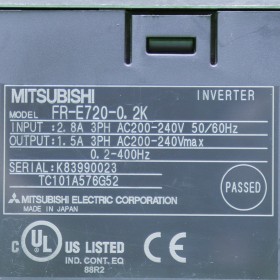 MITSUBISHI INVERTER
MODEL FR-E720-0.2K
INPUT :2.8A 3PH AC200-240V 50/60Hz
OUTPUT:1.5A 3PH AC200-240Vmax
0.2-400Hz
SERIAL:K83990023
TC101A576G52
PASSED
MITSUBISHI ELECTRIC CORPORATION
MADE IN JAPAN
C UL US LISTED
IND. CONT. EQ
88R2